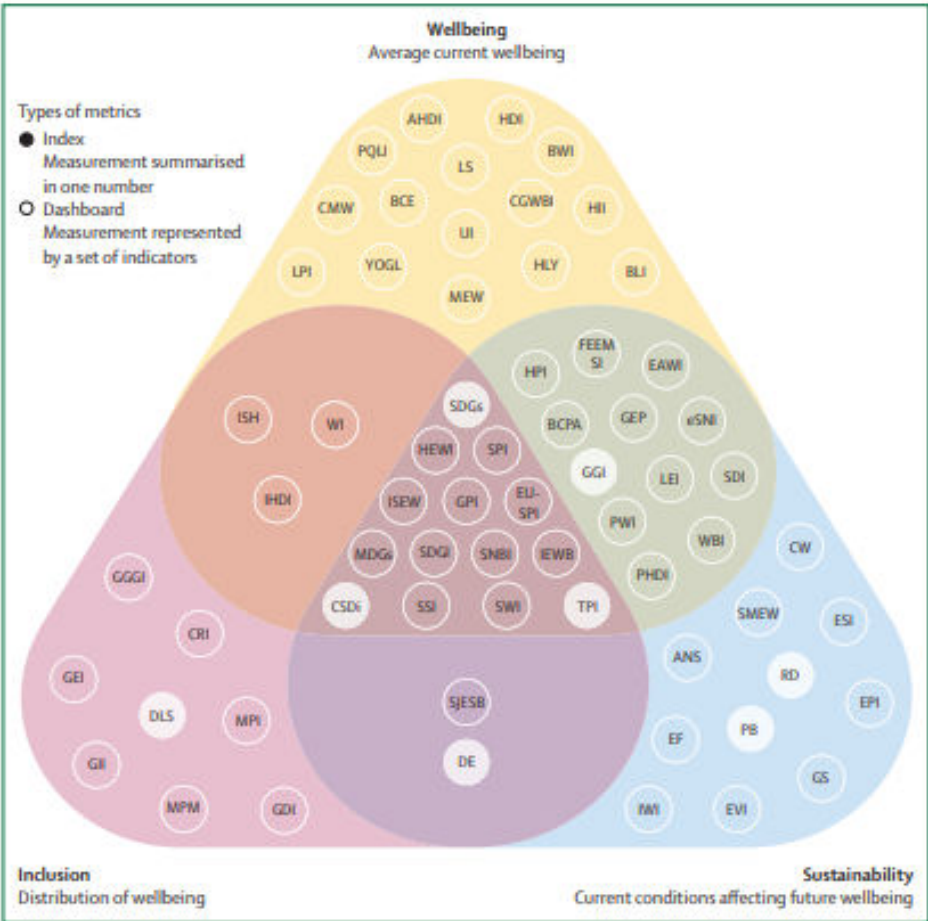 Wellbeing
Average current wellbeing
Types of metrics
Index
Measurement summarised
in one number
Dashboard
Measurement represented
by a set of indicators
AHDI
HDI
PQLI
LS
BWI
CMW
BCE
CGWBI
HII
UI
LPI
YOGL
HLY
BLI
MEW
FEEM
SI
HPI
EAWI
ISH
WI
SDGs
BCPA
GEP
eSNI
HEWI
SPI
GGI
LEI
SDI
IHDI
ISEW
GPI
EU-
SPI
PWI
WBI
MDGs
SDGI
SNBI
IEWB
CW
GGGI
PHDI
CSDi
SSI
SWI
TPI
SMEW
ESI
CRI
ANS
GEI
RD
EPI
DLS
MPI
SJESB
PB
EF
GII
DE
GS
MPM
GDI
IWI
EVI
Inclusion
Distribution of wellbeing
Sustainability
Current conditions affecting future wellbeing